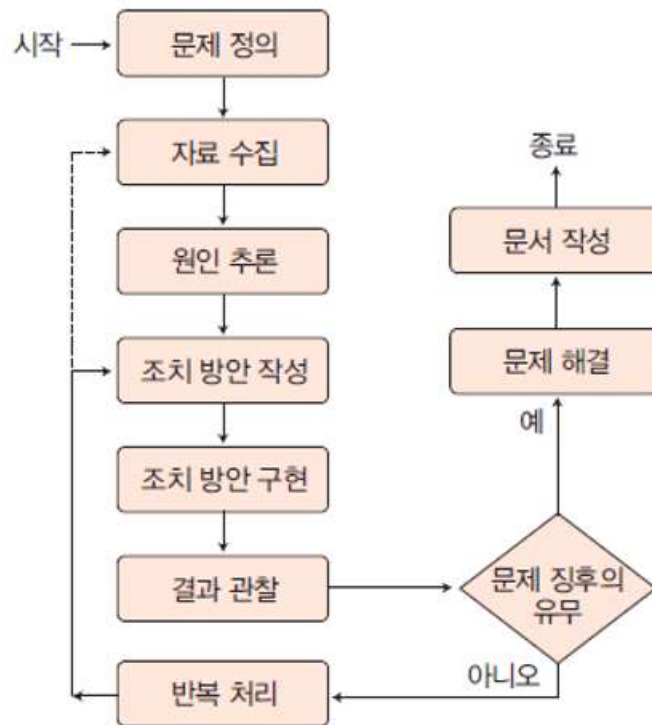 시작
문제 정의
자료 수집
원인 추론
조치 방안 작성
조치 방안 구현
결과 관찰
반복 처리
종료
문서 작성
문제 해결
예
문제 징후의
유무
아니오